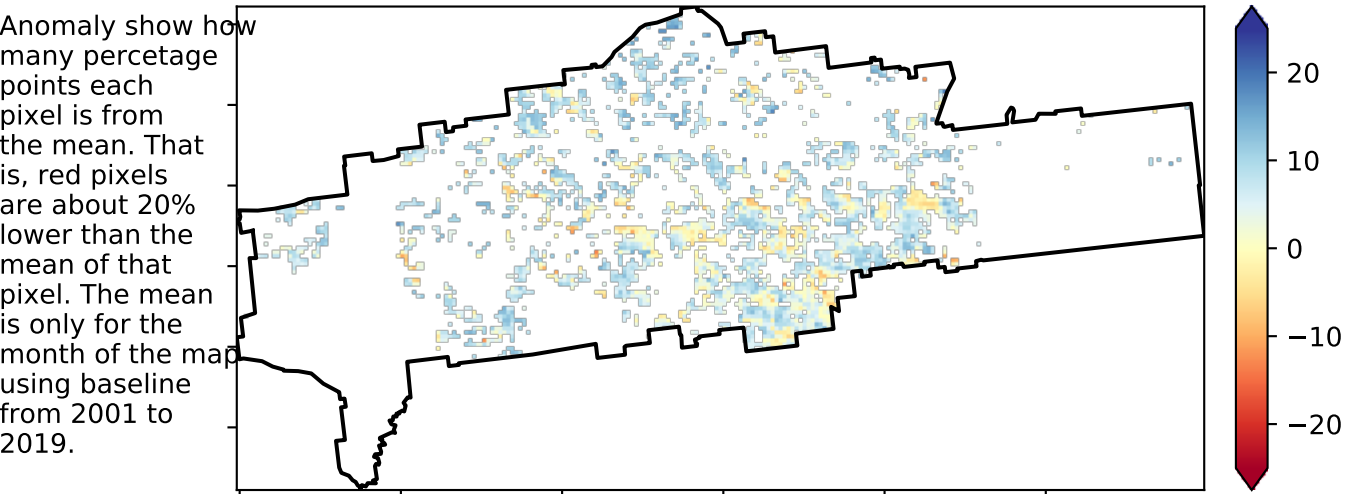 Anomaly show how
many percetage
points each
pixel is from
the mean. That
is, red pixels
are about 20%
lower than the
mean of that
pixel. The mean
is only for the
month of the map
using baseline
from 2001 to
2019.
20
10
0
−10
−20